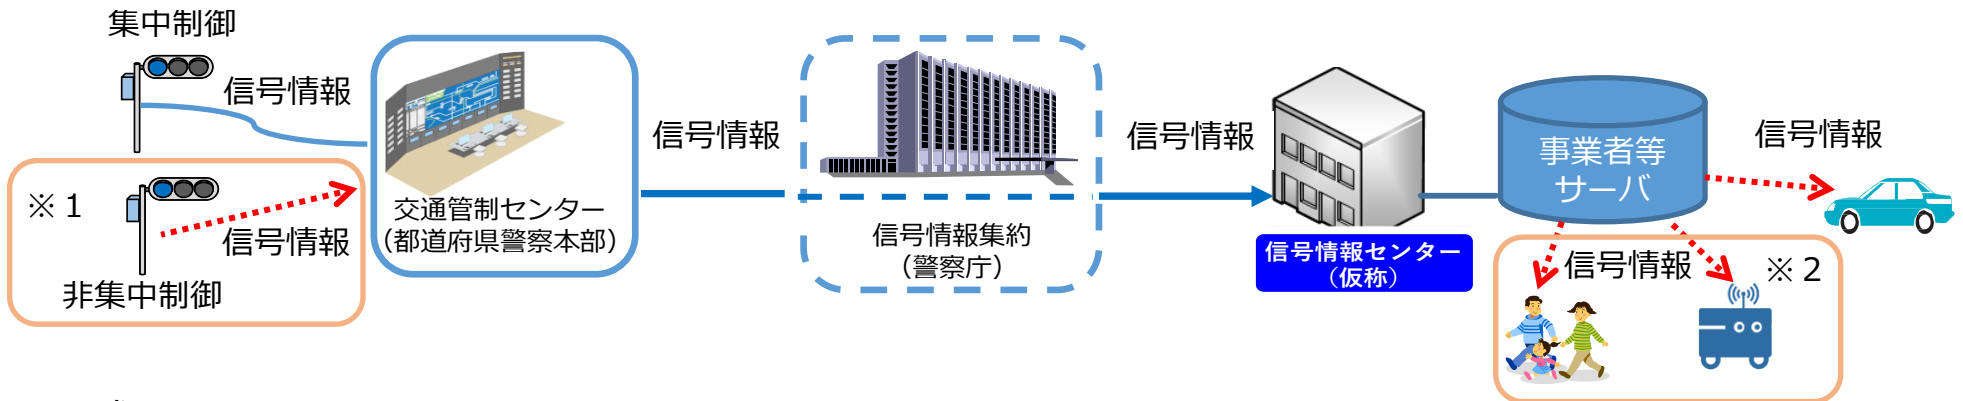 集中制御
信号情報
※１
信号情報
非集中制御
交通管制センター
（都道府県警察本部）
信号情報
信号情報集約
（警察庁）
信号情報
信号情報センター
（仮称）
事業者等
サーバ
信号情報
信号情報
※２